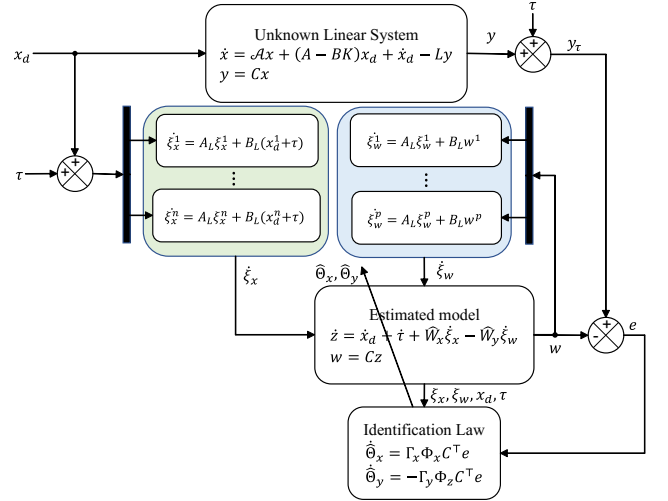 τ
Unknown Linear System
ẋ = 𝒜x + (A − BK)x_d + ẋ_d − Ly
y = Cx
x_d
y
+
+
y_τ
ξ̇_x^1 = A_L ξ_x^1 + B_L(x_d^1+τ)
⋮
ξ̇_x^n = A_L ξ_x^n + B_L(x_d^n+τ)
ξ̇_w^1 = A_L ξ_w^1 + B_L w^1
⋮
ξ̇_w^p = A_L ξ_w^p + B_L w^p
+
+
τ
ξ̇_x
Θ̂_x, Θ̂_y
ξ̇_w
Estimated model
ż = ẋ_d + τ̇ + Ŵ_x ξ̇_x − Ŵ_y ξ̇_w
w = Cz
w
+
-
e
ξ_x, ξ_w, x_d, τ
Identification Law
Θ̂̇_x = Γ_x Φ_x C^⊤ e
Θ̂̇_y = −Γ_y Φ_z C^⊤ e